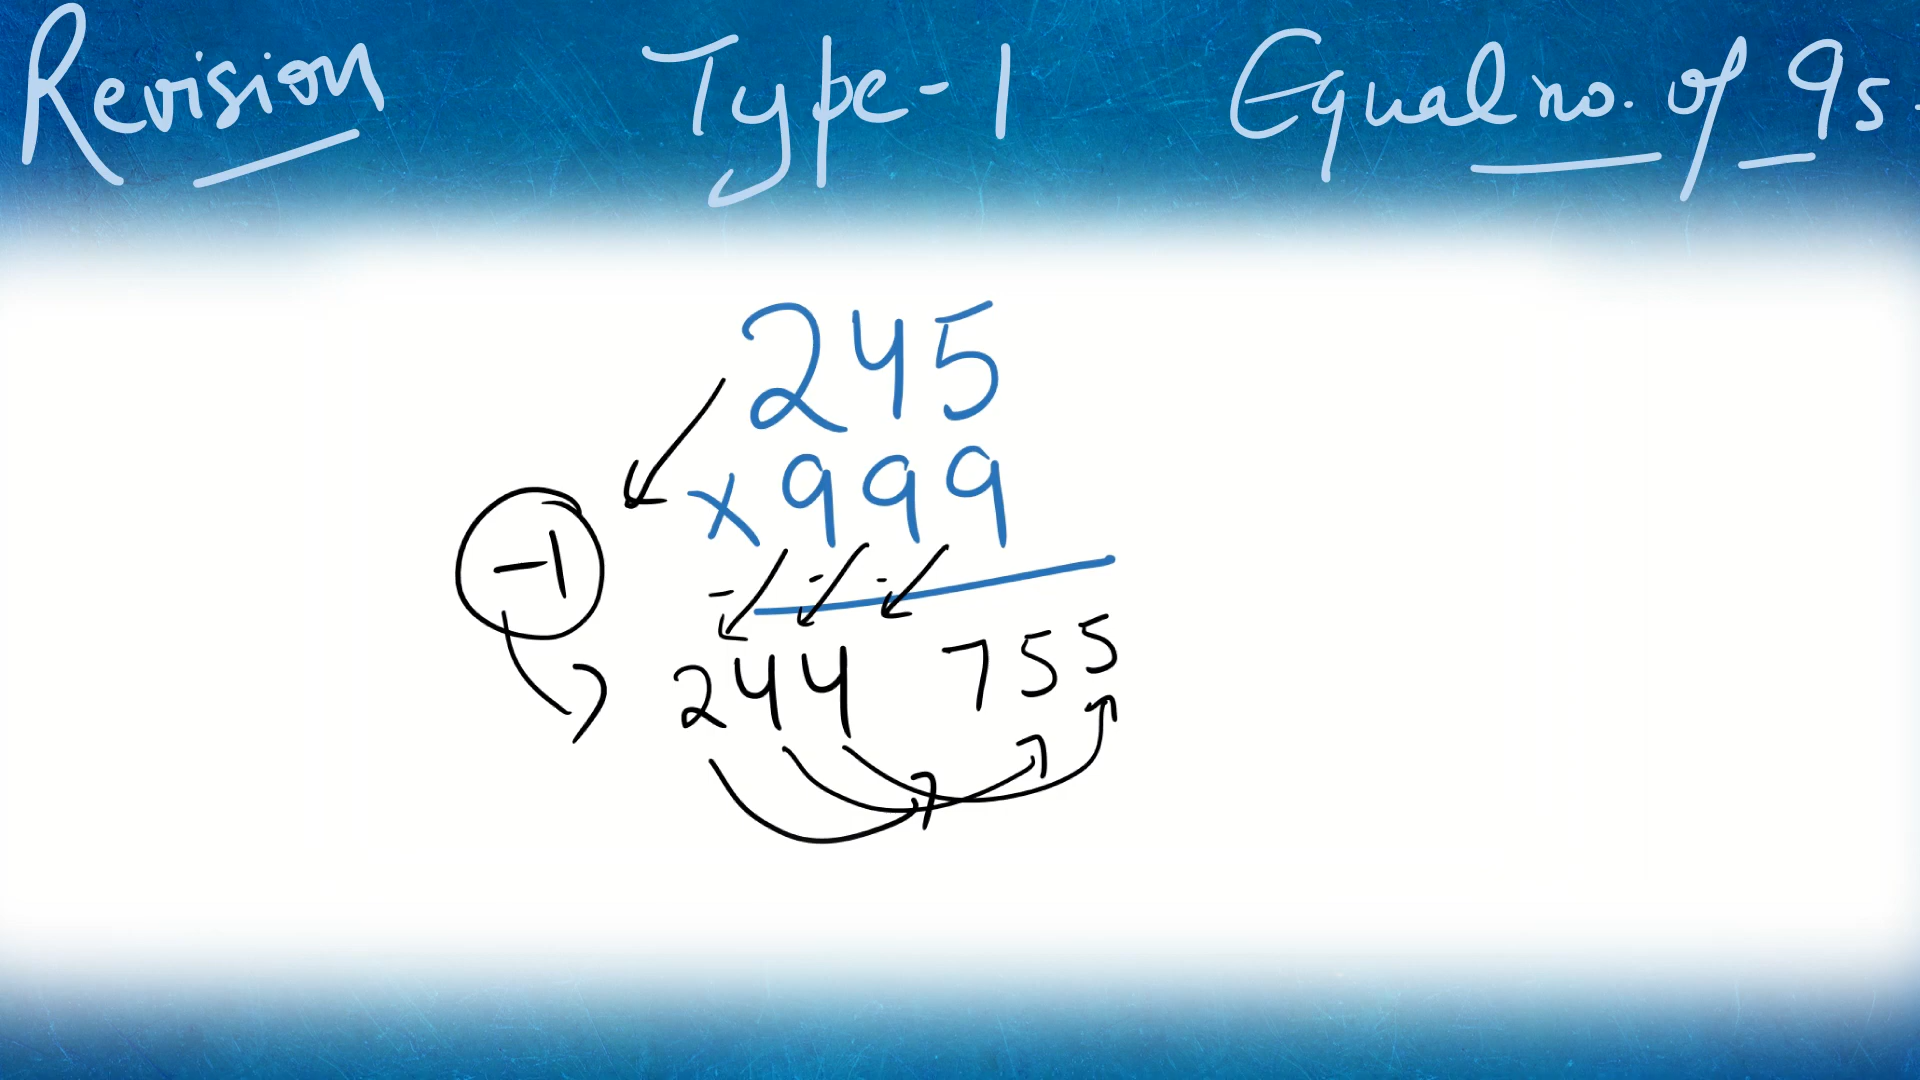 Revision Type-1 Equal no. of 9s.
245
x 999
-1
- - -
244 755